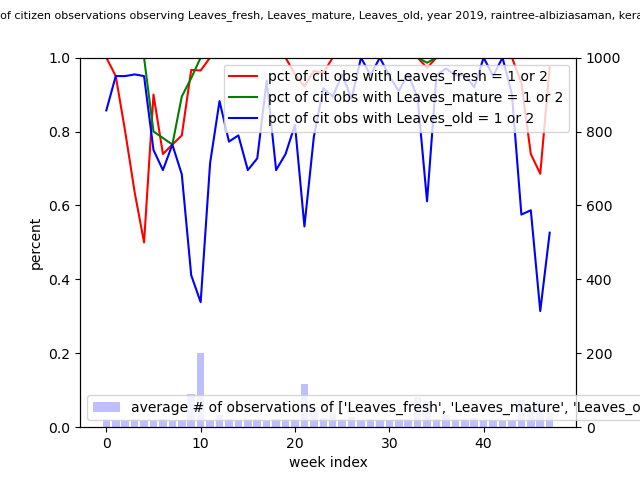 of citizen observations observing Leaves_fresh, Leaves_mature, Leaves_old, year 2019, raintree-albiziasaman, kera
1.0 1000
pct of cit obs with Leaves_fresh = 1 or 2
pct of cit obs with Leaves_mature = 1 or 2
pct of cit obs with Leaves_old = 1 or 2
0.8 800
0.6 600
percent
0.4 400
0.2 200
average # of observations of ['Leaves_fresh', 'Leaves_mature', 'Leaves_o
0.0 0
0 10 20 30 40
week index